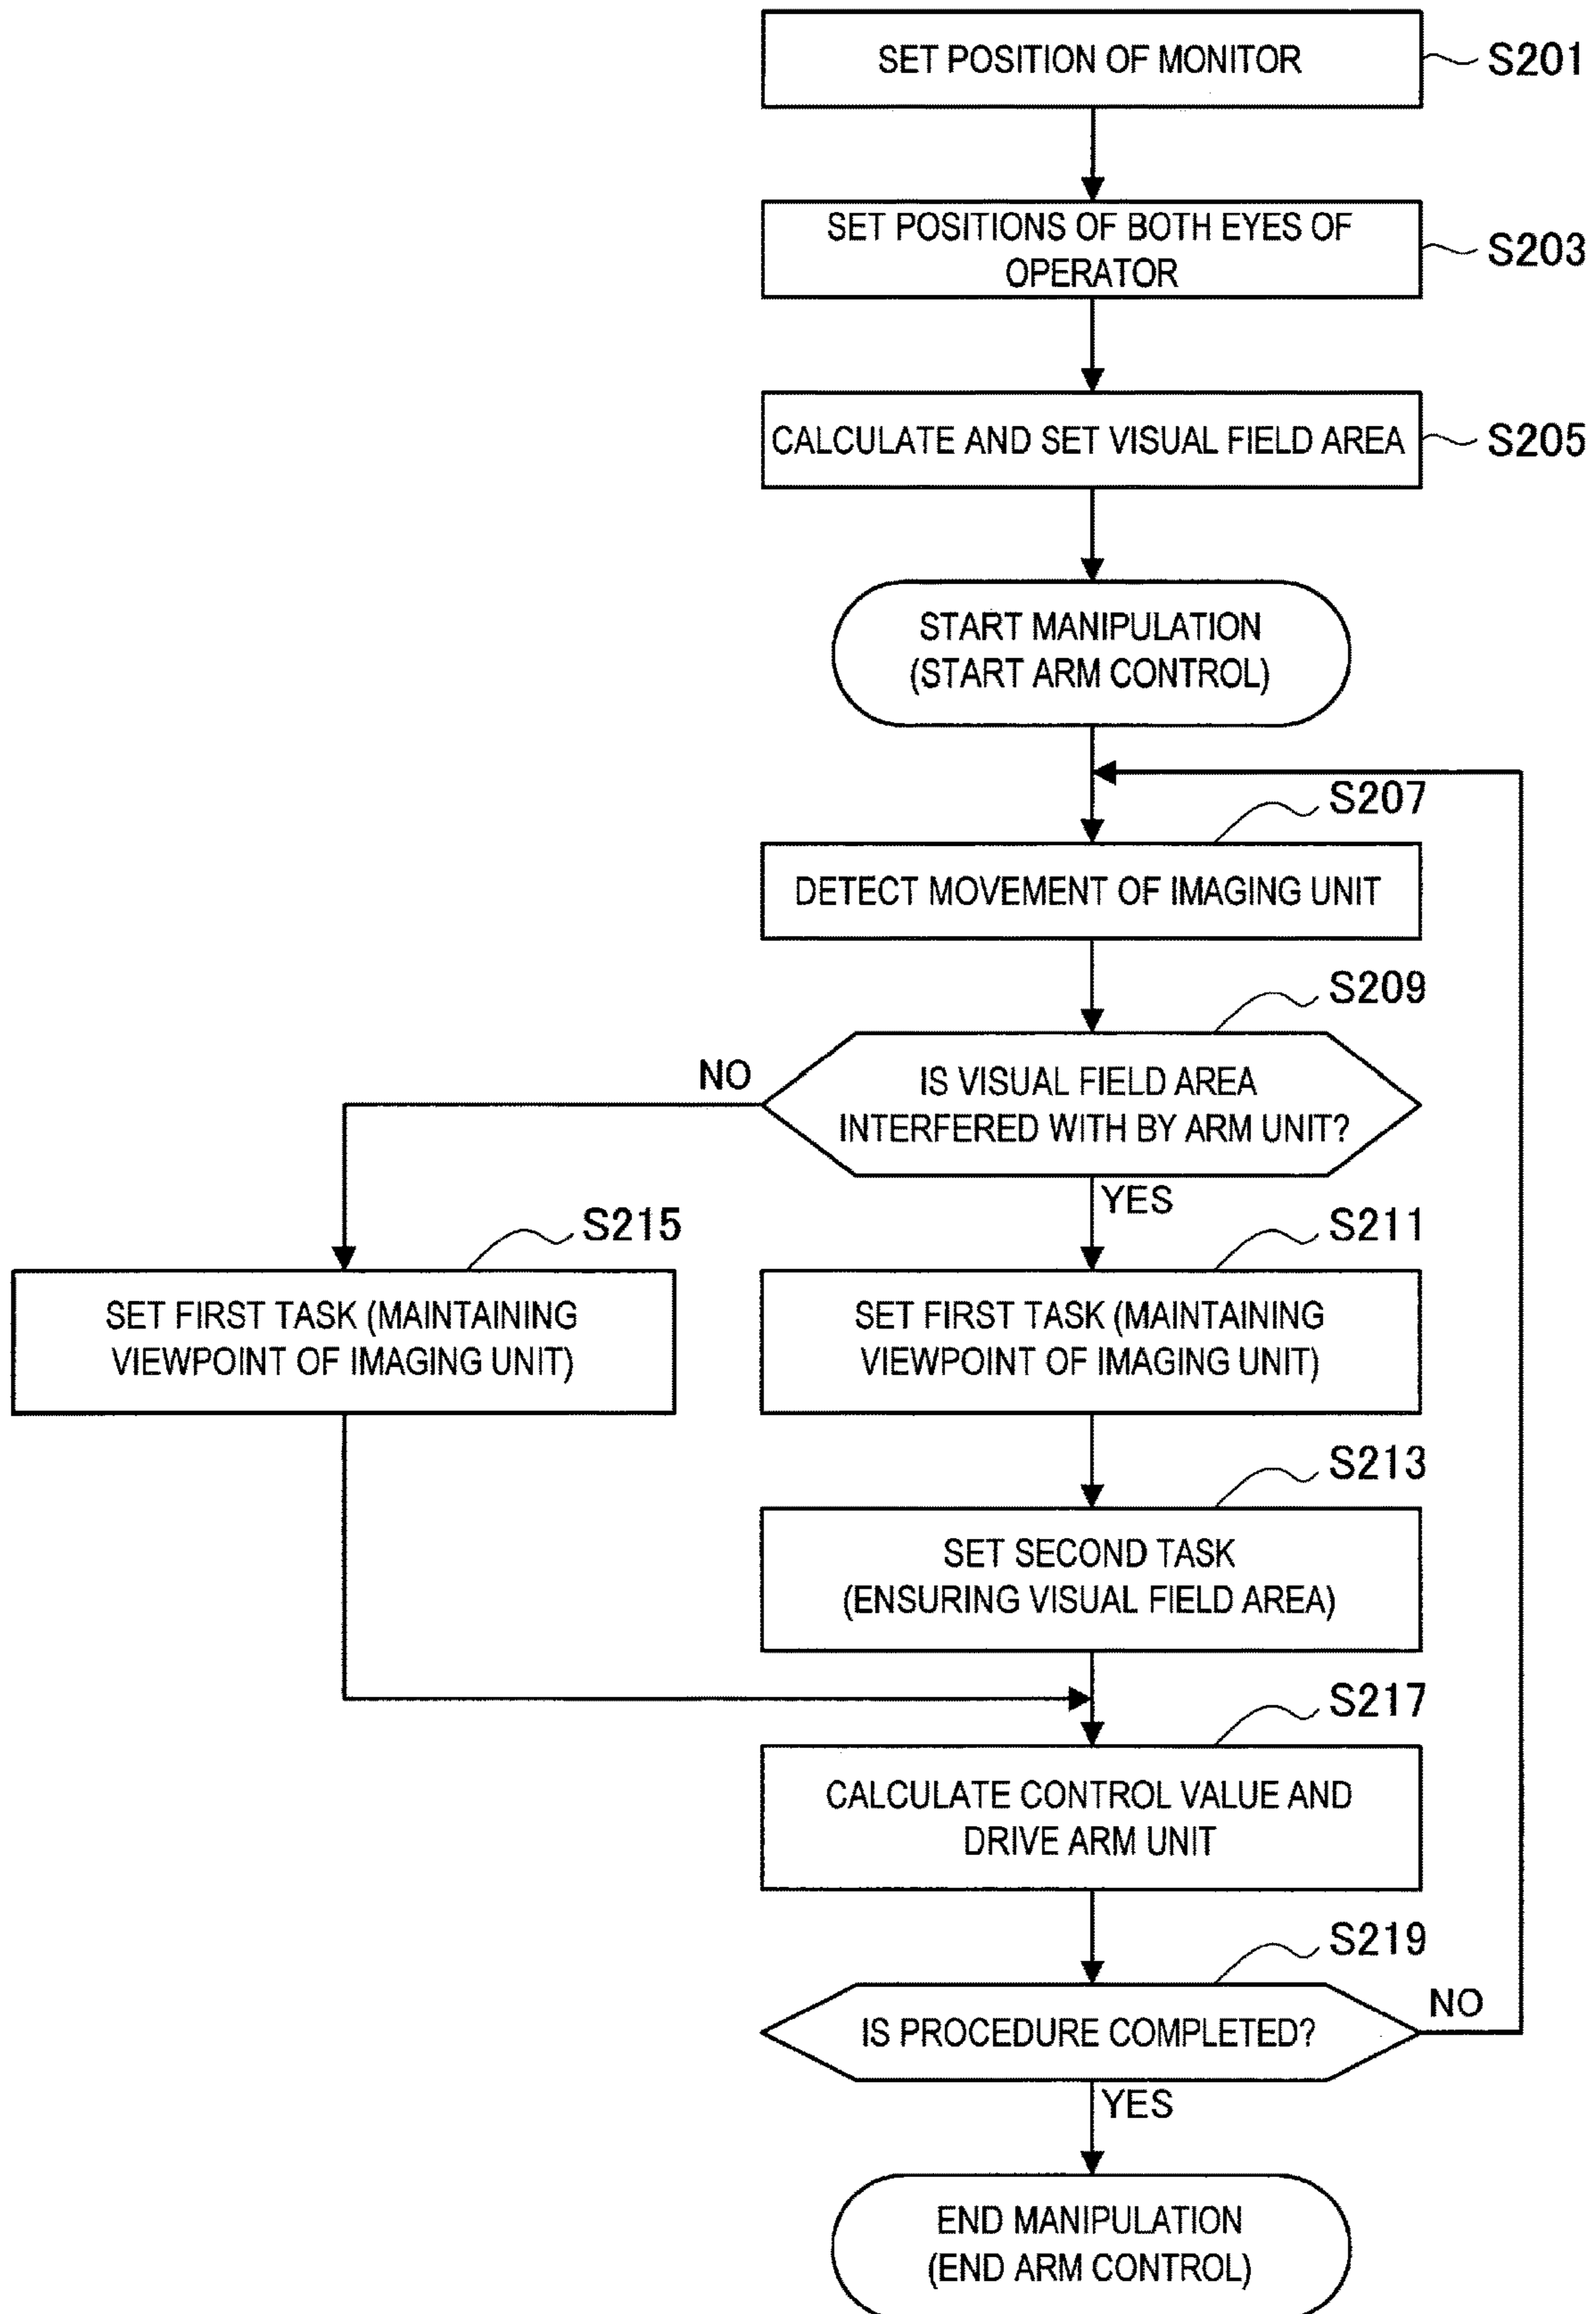 SET POSITION OF MONITOR
S201
SET POSITIONS OF BOTH EYES OF
OPERATOR
S203
CALCULATE AND SET VISUAL FIELD AREA
S205
START MANIPULATION
(START ARM CONTROL)
S207
DETECT MOVEMENT OF IMAGING UNIT
S209
NO
IS VISUAL FIELD AREA
INTERFERED WITH BY ARM UNIT?
YES
S215
SET FIRST TASK (MAINTAINING
VIEWPOINT OF IMAGING UNIT)
S211
SET FIRST TASK (MAINTAINING
VIEWPOINT OF IMAGING UNIT)
S213
SET SECOND TASK
(ENSURING VISUAL FIELD AREA)
S217
CALCULATE CONTROL VALUE AND
DRIVE ARM UNIT
S219
IS PROCEDURE COMPLETED?
NO
YES
END MANIPULATION
(END ARM CONTROL)